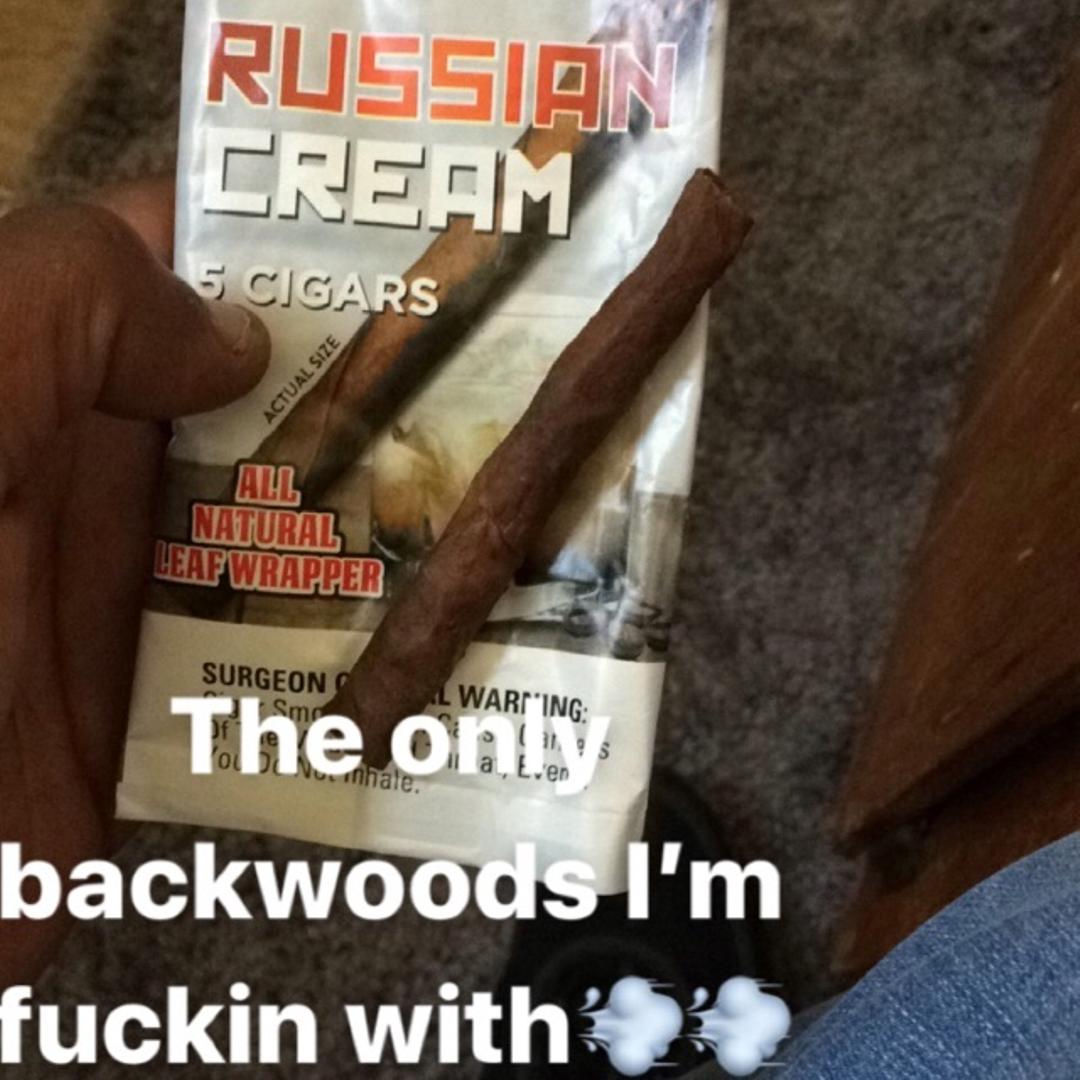 RUSSIAN
CREAM
5 CIGARS
ACTUAL SIZE
ALL
NATURAL
LEAF WRAPPER
SURGEON WARNING:
You Do Not Inhale.
The only
backwoods I'm
fuckin with💨💨